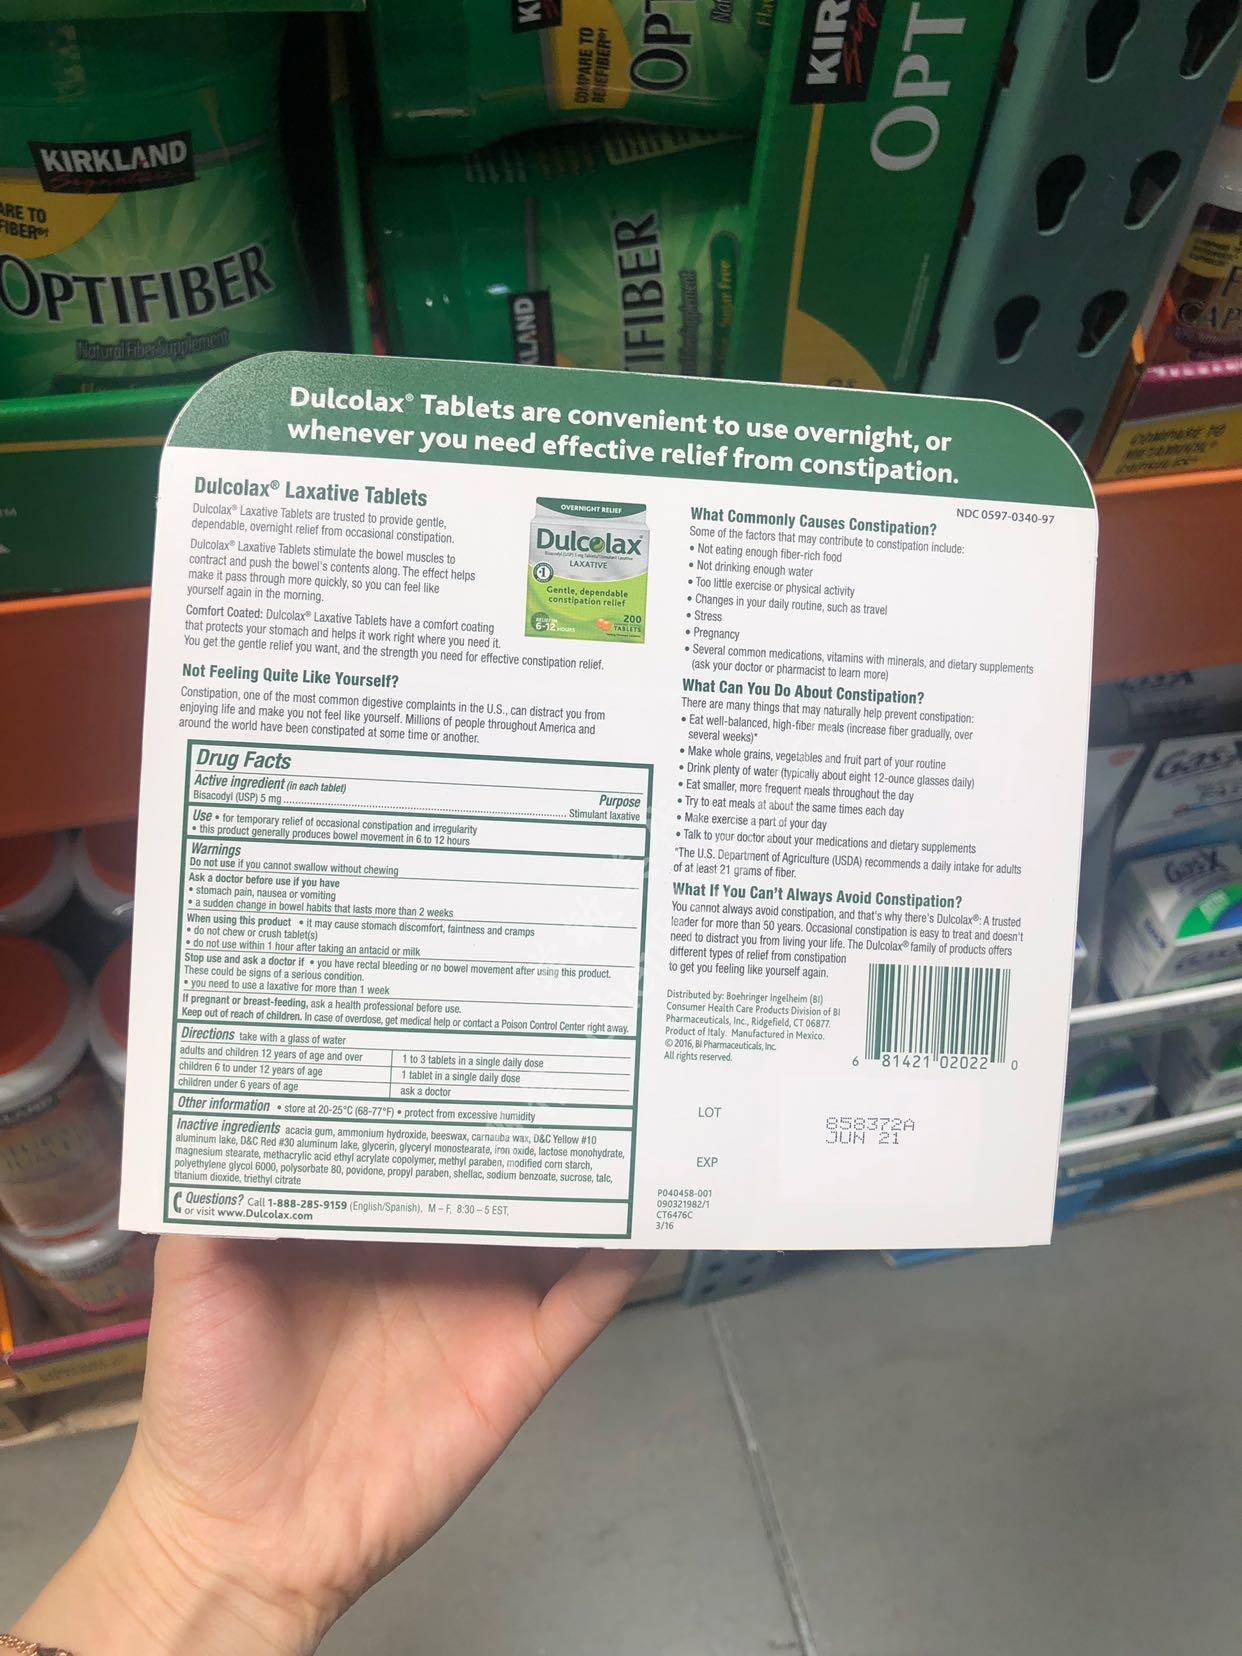 KIRKLAND
Signature
ARE TO
FIBER
OPTIFIBER
Natural Fiber Supplement
COMPARE TO
BENEFIBER
OPT
KIR
OPT
KLAND
IFIBER
Sugar Free
CAP
COMPARE TO
GasX
GasX
Dulcolax® Tablets are convenient to use overnight, or
whenever you need effective relief from constipation.
Dulcolax® Laxative Tablets
Dulcolax® Laxative Tablets are trusted to provide gentle,
dependable, overnight relief from occasional constipation.
Dulcolax® Laxative Tablets stimulate the bowel muscles to
contract and push the bowel's contents along. The effect helps
make it pass through more quickly, so you can feel like
yourself again in the morning.
Comfort Coated: Dulcolax® Laxative Tablets have a comfort coating
that protects your stomach and helps it work right where you need it.
You get the gentle relief you want, and the strength you need for effective constipation relief.
OVERNIGHT RELIEF
Dulcolax®
LAXATIVE
#1
Gentle, dependable
constipation relief
RELIEF IN
6-12 HOURS
200
TABLETS
Not Feeling Quite Like Yourself?
Constipation, one of the most common digestive complaints in the U.S., can distract you from
enjoying life and make you not feel like yourself. Millions of people throughout America and
around the world have been constipated at some time or another.
Drug Facts
Active ingredient (in each tablet) Purpose
Bisacodyl (USP) 5 mg ........ Stimulant laxative
Use • for temporary relief of occasional constipation and irregularity
• this product generally produces bowel movement in 6 to 12 hours
Warnings
Do not use if you cannot swallow without chewing
Ask a doctor before use if you have
• stomach pain, nausea or vomiting
• a sudden change in bowel habits that lasts more than 2 weeks
When using this product • it may cause stomach discomfort, faintness and cramps
• do not chew or crush tablet(s)
• do not use within 1 hour after taking an antacid or milk
Stop use and ask a doctor if • you have rectal bleeding or no bowel movement after using this product.
These could be signs of a serious condition.
• you need to use a laxative for more than 1 week
If pregnant or breast-feeding, ask a health professional before use.
Keep out of reach of children. In case of overdose, get medical help or contact a Poison Control Center right away.
Directions take with a glass of water
adults and children 12 years of age and over 1 to 3 tablets in a single daily dose
children 6 to under 12 years of age 1 tablet in a single daily dose
children under 6 years of age ask a doctor
Other information • store at 20-25°C (68-77°F) • protect from excessive humidity
Inactive ingredients acacia gum, ammonium hydroxide, beeswax, carnauba wax, D&C Yellow #10
aluminum lake, D&C Red #30 aluminum lake, glycerin, glyceryl monostearate, iron oxide, lactose monohydrate,
magnesium stearate, methacrylic acid ethyl acrylate copolymer, methyl paraben, modified corn starch,
polyethylene glycol 6000, polysorbate 80, povidone, propyl paraben, shellac, sodium benzoate, sucrose, talc,
titanium dioxide, triethyl citrate
Questions? Call 1-888-285-9159 (English/Spanish), M – F, 8:30 – 5 EST,
or visit www.Dulcolax.com
NDC 0597-0340-97
What Commonly Causes Constipation?
Some of the factors that may contribute to constipation include:
• Not eating enough fiber-rich food
• Not drinking enough water
• Too little exercise or physical activity
• Changes in your daily routine, such as travel
• Stress
• Pregnancy
• Several common medications, vitamins with minerals, and dietary supplements
(ask your doctor or pharmacist to learn more)
What Can You Do About Constipation?
There are many things that may naturally help prevent constipation:
• Eat well-balanced, high-fiber meals (increase fiber gradually, over
several weeks)*
• Make whole grains, vegetables and fruit part of your routine
• Drink plenty of water (typically about eight 12-ounce glasses daily)
• Eat smaller, more frequent meals throughout the day
• Try to eat meals at about the same times each day
• Make exercise a part of your day
• Talk to your doctor about your medications and dietary supplements
*The U.S. Department of Agriculture (USDA) recommends a daily intake for adults
of at least 21 grams of fiber.
What If You Can't Always Avoid Constipation?
You cannot always avoid constipation, and that's why there's Dulcolax®: A trusted
leader for more than 50 years. Occasional constipation is easy to treat and doesn't
need to distract you from living your life. The Dulcolax® family of products offers
different types of relief from constipation
to get you feeling like yourself again.
Distributed by: Boehringer Ingelheim (BI)
Consumer Health Care Products Division of BI
Pharmaceuticals, Inc., Ridgefield, CT 06877.
Product of Italy. Manufactured in Mexico.
© 2016, BI Pharmaceuticals, Inc.
All rights reserved.
6 81421 02022 0
LOT
858372A
JUN 21
EXP
P040458-001
090321982/1
CT6476C
3/16